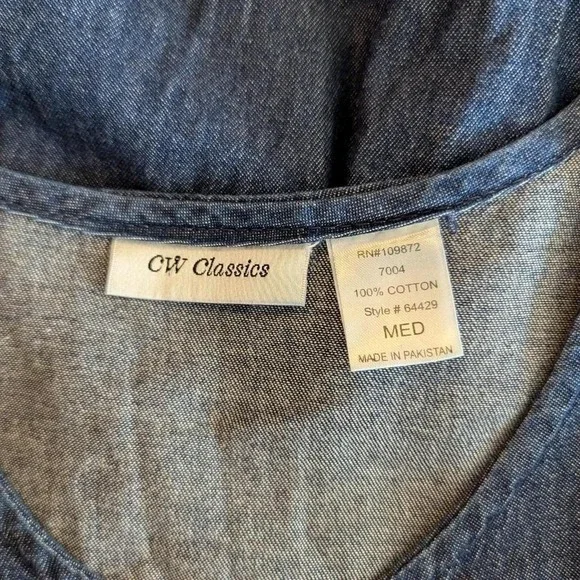 CW Classics
RN#109872
7004
100% COTTON
Style # 64429
MED
MADE IN PAKISTAN